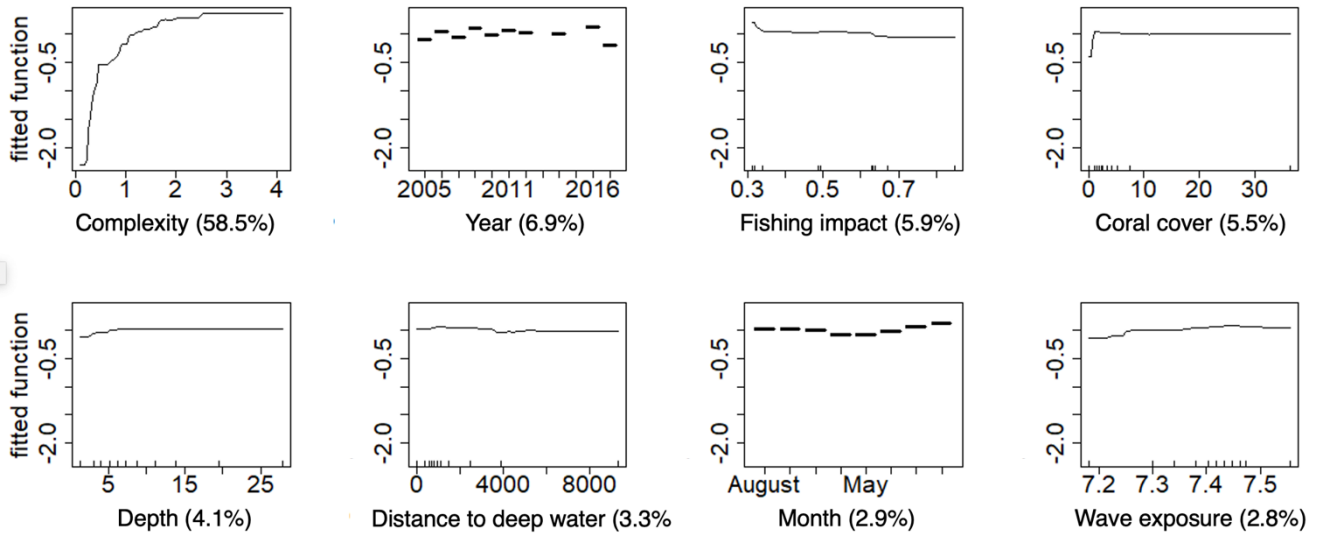 fitted function
-0.5
-2.0
0 1 2 3 4
Complexity (58.5%)
-0.5
-2.0
2005 2011 2016
Year (6.9%)
-0.5
-2.0
0.3 0.5 0.7
Fishing impact (5.9%)
-0.5
-2.0
0 10 20 30
Coral cover (5.5%)
fitted function
-0.5
-2.0
5 15 25
Depth (4.1%)
-0.5
-2.0
0 4000 8000
Distance to deep water (3.3%
-0.5
-2.0
August May
Month (2.9%)
-0.5
-2.0
7.2 7.3 7.4 7.5
Wave exposure (2.8%)